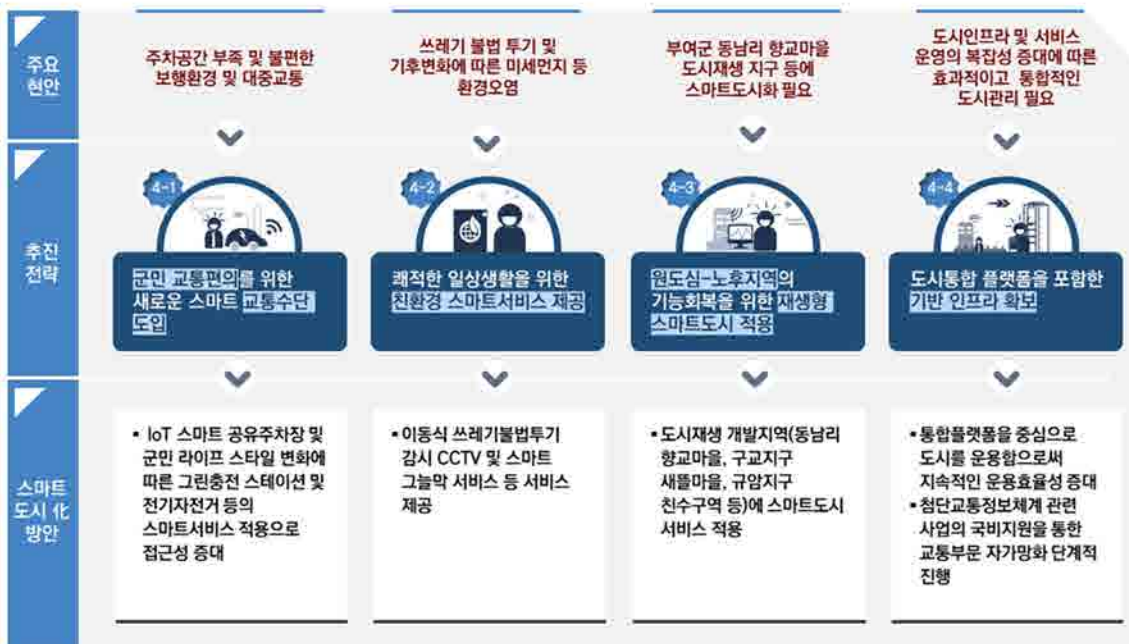 주요
현안
주차공간 부족 및 불편한
보행환경 및 대중교통
쓰레기 불법 투기 및
기후변화에 따른 미세먼지 등
환경오염
부여군 동남리 향교마을
도시재생 지구 등에
스마트도시화 필요
도시인프라 및 서비스
운영의 복잡성 증대에 따른
효과적이고 통합적인
도시관리 필요
추진
전략
4-1
군민 교통편의를 위한
새로운 스마트 교통수단
도입
4-2
쾌적한 일상생활을 위한
친환경 스마트서비스 제공
4-3
원도심-노후지역의
기능회복을 위한 재생형
스마트도시 적용
4-4
도시통합 플랫폼을 포함한
기반 인프라 확보
스마트
도시 化
방안
▪ IoT 스마트 공유주차장 및
군민 라이프 스타일 변화에
따른 그린충전 스테이션 및
전기자전거 등의
스마트서비스 적용으로
접근성 증대
▪ 이동식 쓰레기불법투기
감시 CCTV 및 스마트
그늘막 서비스 등 서비스
제공
▪ 도시재생 개발지역(동남리
향교마을, 구교지구
새뜰마을, 규암지구
친수구역 등)에 스마트도시
서비스 적용
▪ 통합플랫폼을 중심으로
도시를 운용함으로써
지속적인 운용효율성 증대
▪ 첨단교통정보체계 관련
사업의 국비지원을 통한
교통부문 자가망화 단계적
진행